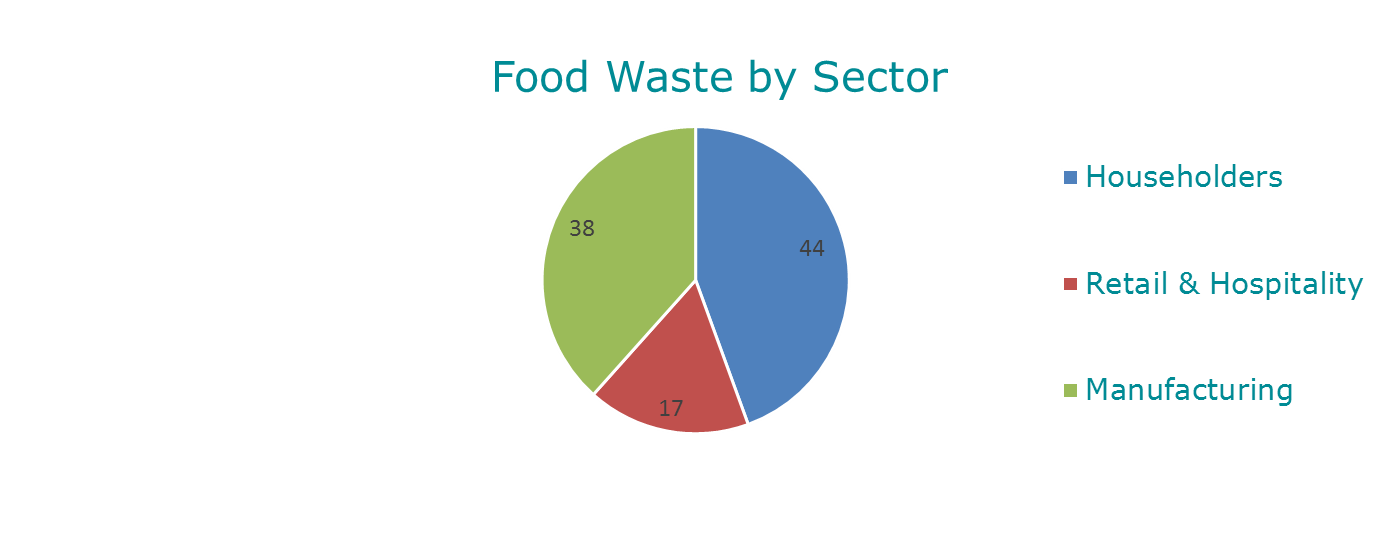 Food Waste by Sector
38
44
17
Householders
Retail & Hospitality
Manufacturing